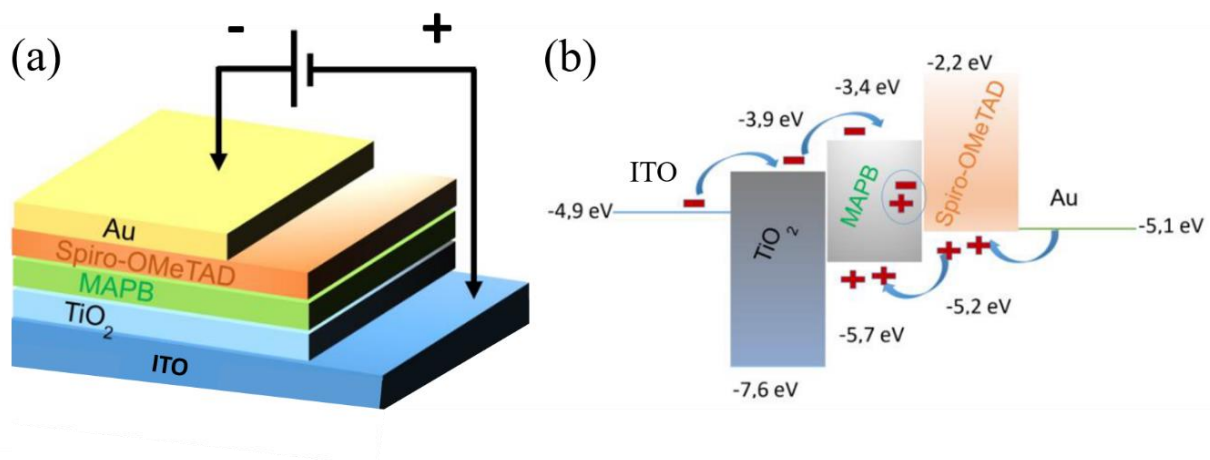 (a)
-
+
Au
Spiro-OMeTAD
MAPB
TiO₂
ITO
(b)
-2,2 eV
-3,4 eV
-3,9 eV
ITO
-4,9 eV
TiO₂
MAPB
Spiro-OMeTAD
Au
-5,1 eV
-5,2 eV
-5,7 eV
-7,6 eV